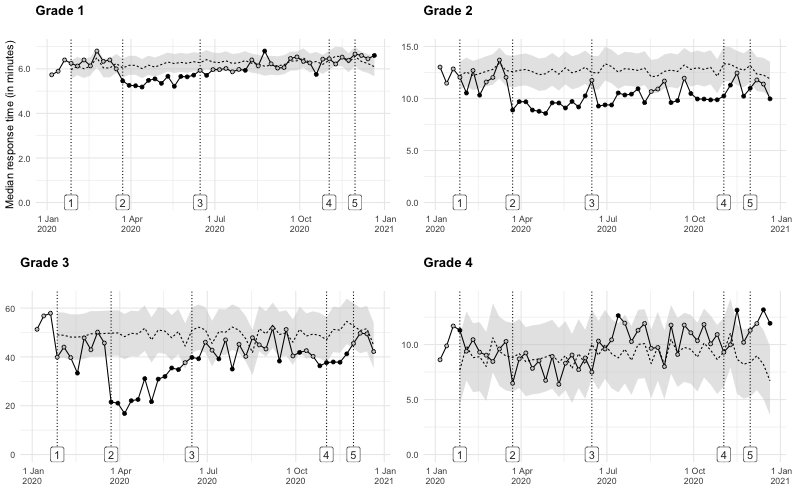 Grade 1
Grade 2
Median response time (in minutes)
6.0
4.0
2.0
0.0
1 2 3 4 5
1 Jan 2020
1 Apr 2020
1 Jul 2020
1 Oct 2020
1 Jan 2021
15.0
10.0
5.0
0.0
1 2 3 4 5
1 Jan 2020
1 Apr 2020
1 Jul 2020
1 Oct 2020
1 Jan 2021
Grade 3
Grade 4
60
40
20
0
1 2 3 4 5
1 Jan 2020
1 Apr 2020
1 Jul 2020
1 Oct 2020
1 Jan 2021
10.0
5.0
0.0
1 2 3 4 5
1 Jan 2020
1 Apr 2020
1 Jul 2020
1 Oct 2020
1 Jan 2021